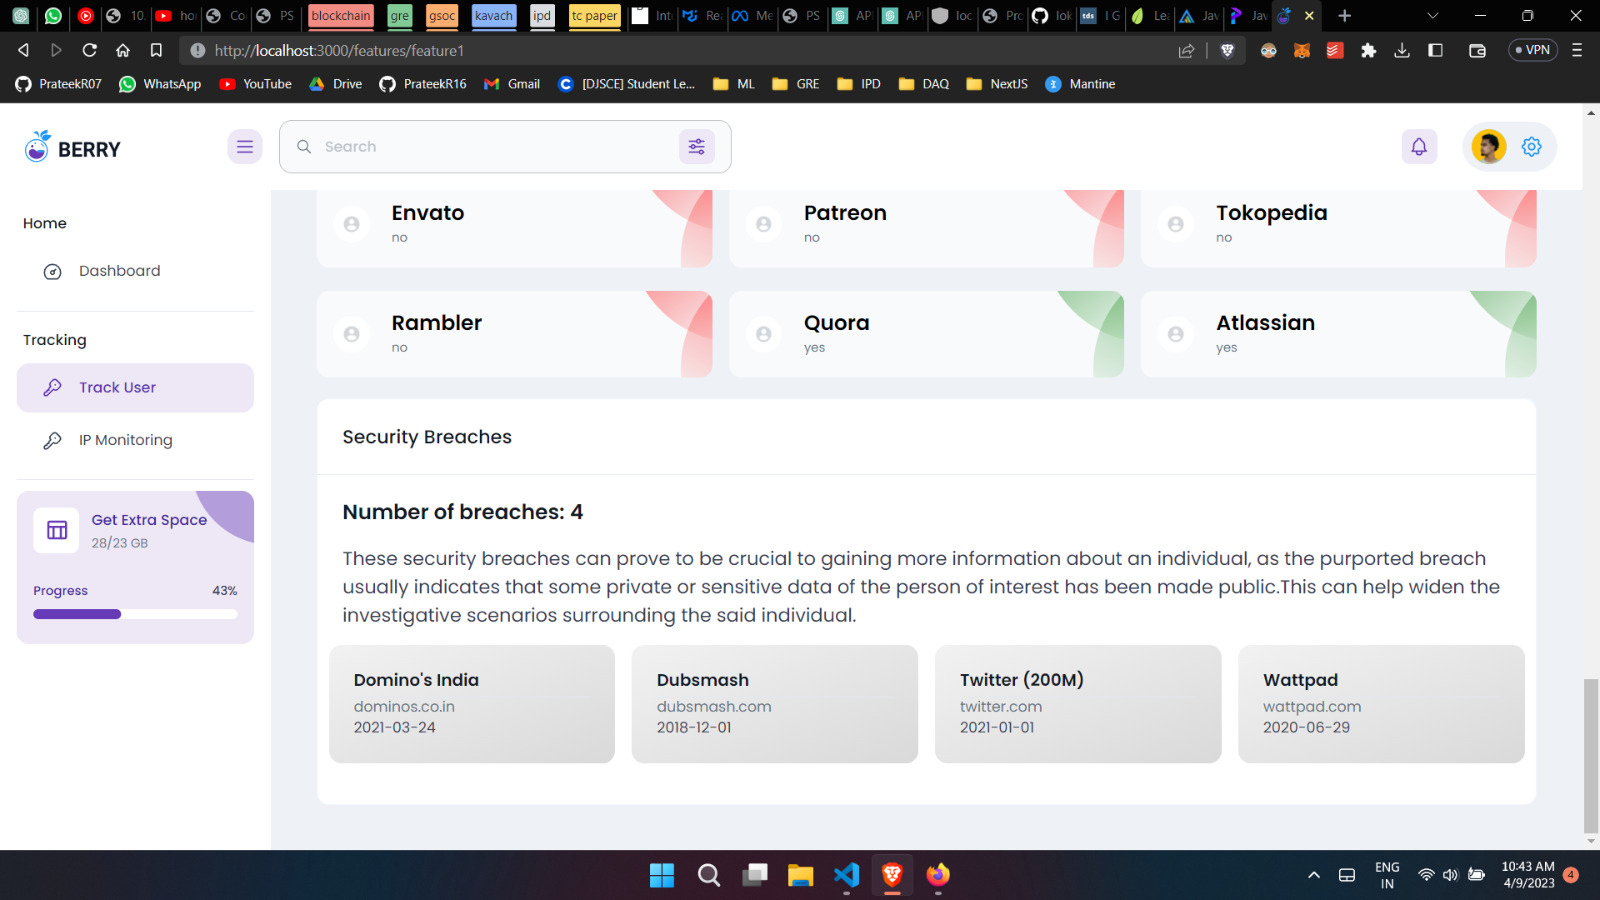 10.
ho
Co
PS
blockchain
gre
gsoc
kavach
ipd
tc paper
Int
Re
Me
PS
API
API
loc
Pro
lok
tds
I G
Lea
Jav
Jav
http://localhost:3000/features/feature1
VPN
PrateekR07
WhatsApp
YouTube
Drive
PrateekR16
Gmail
[DJSCE] Student Le...
ML
GRE
IPD
DAQ
NextJS
Mantine
BERRY
Search
Home
Dashboard
Tracking
Track User
IP Monitoring
Get Extra Space
28/23 GB
Progress 43%
Envato
no
Patreon
no
Tokopedia
no
Rambler
no
Quora
yes
Atlassian
yes
Security Breaches
Number of breaches: 4
These security breaches can prove to be crucial to gaining more information about an individual, as the purported breach
usually indicates that some private or sensitive data of the person of interest has been made public.This can help widen the
investigative scenarios surrounding the said individual.
Domino's India
dominos.co.in
2021-03-24
Dubsmash
dubsmash.com
2018-12-01
Twitter (200M)
twitter.com
2021-01-01
Wattpad
wattpad.com
2020-06-29
ENG
IN
10:43 AM
4/9/2023
4